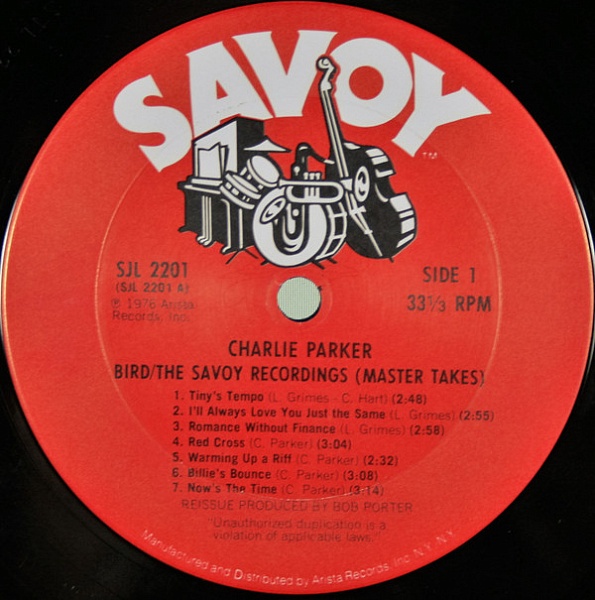 SAVOY
TM
SJL 2201
(SJL 2201 A)
℗ 1976 Arista
Records, Inc.
SIDE 1
33 1/3 RPM
CHARLIE PARKER
BIRD/THE SAVOY RECORDINGS (MASTER TAKES)
1. Tiny's Tempo (L. Grimes - C. Hart) (2:48)
2. I'll Always Love You Just the Same (L. Grimes) (2:55)
3. Romance Without Finance (L. Grimes) (2:58)
4. Red Cross (C. Parker) (3:04)
5. Warming Up a Riff (C. Parker) (2:32)
6. Billie's Bounce (C. Parker) (3:08)
7. Now's The Time (C. Parker) (3:14)
REISSUE PRODUCED BY BOB PORTER
"Unauthorized duplication is a
violation of applicable laws."
Manufactured and Distributed by Arista Records, Inc. N.Y., N.Y.